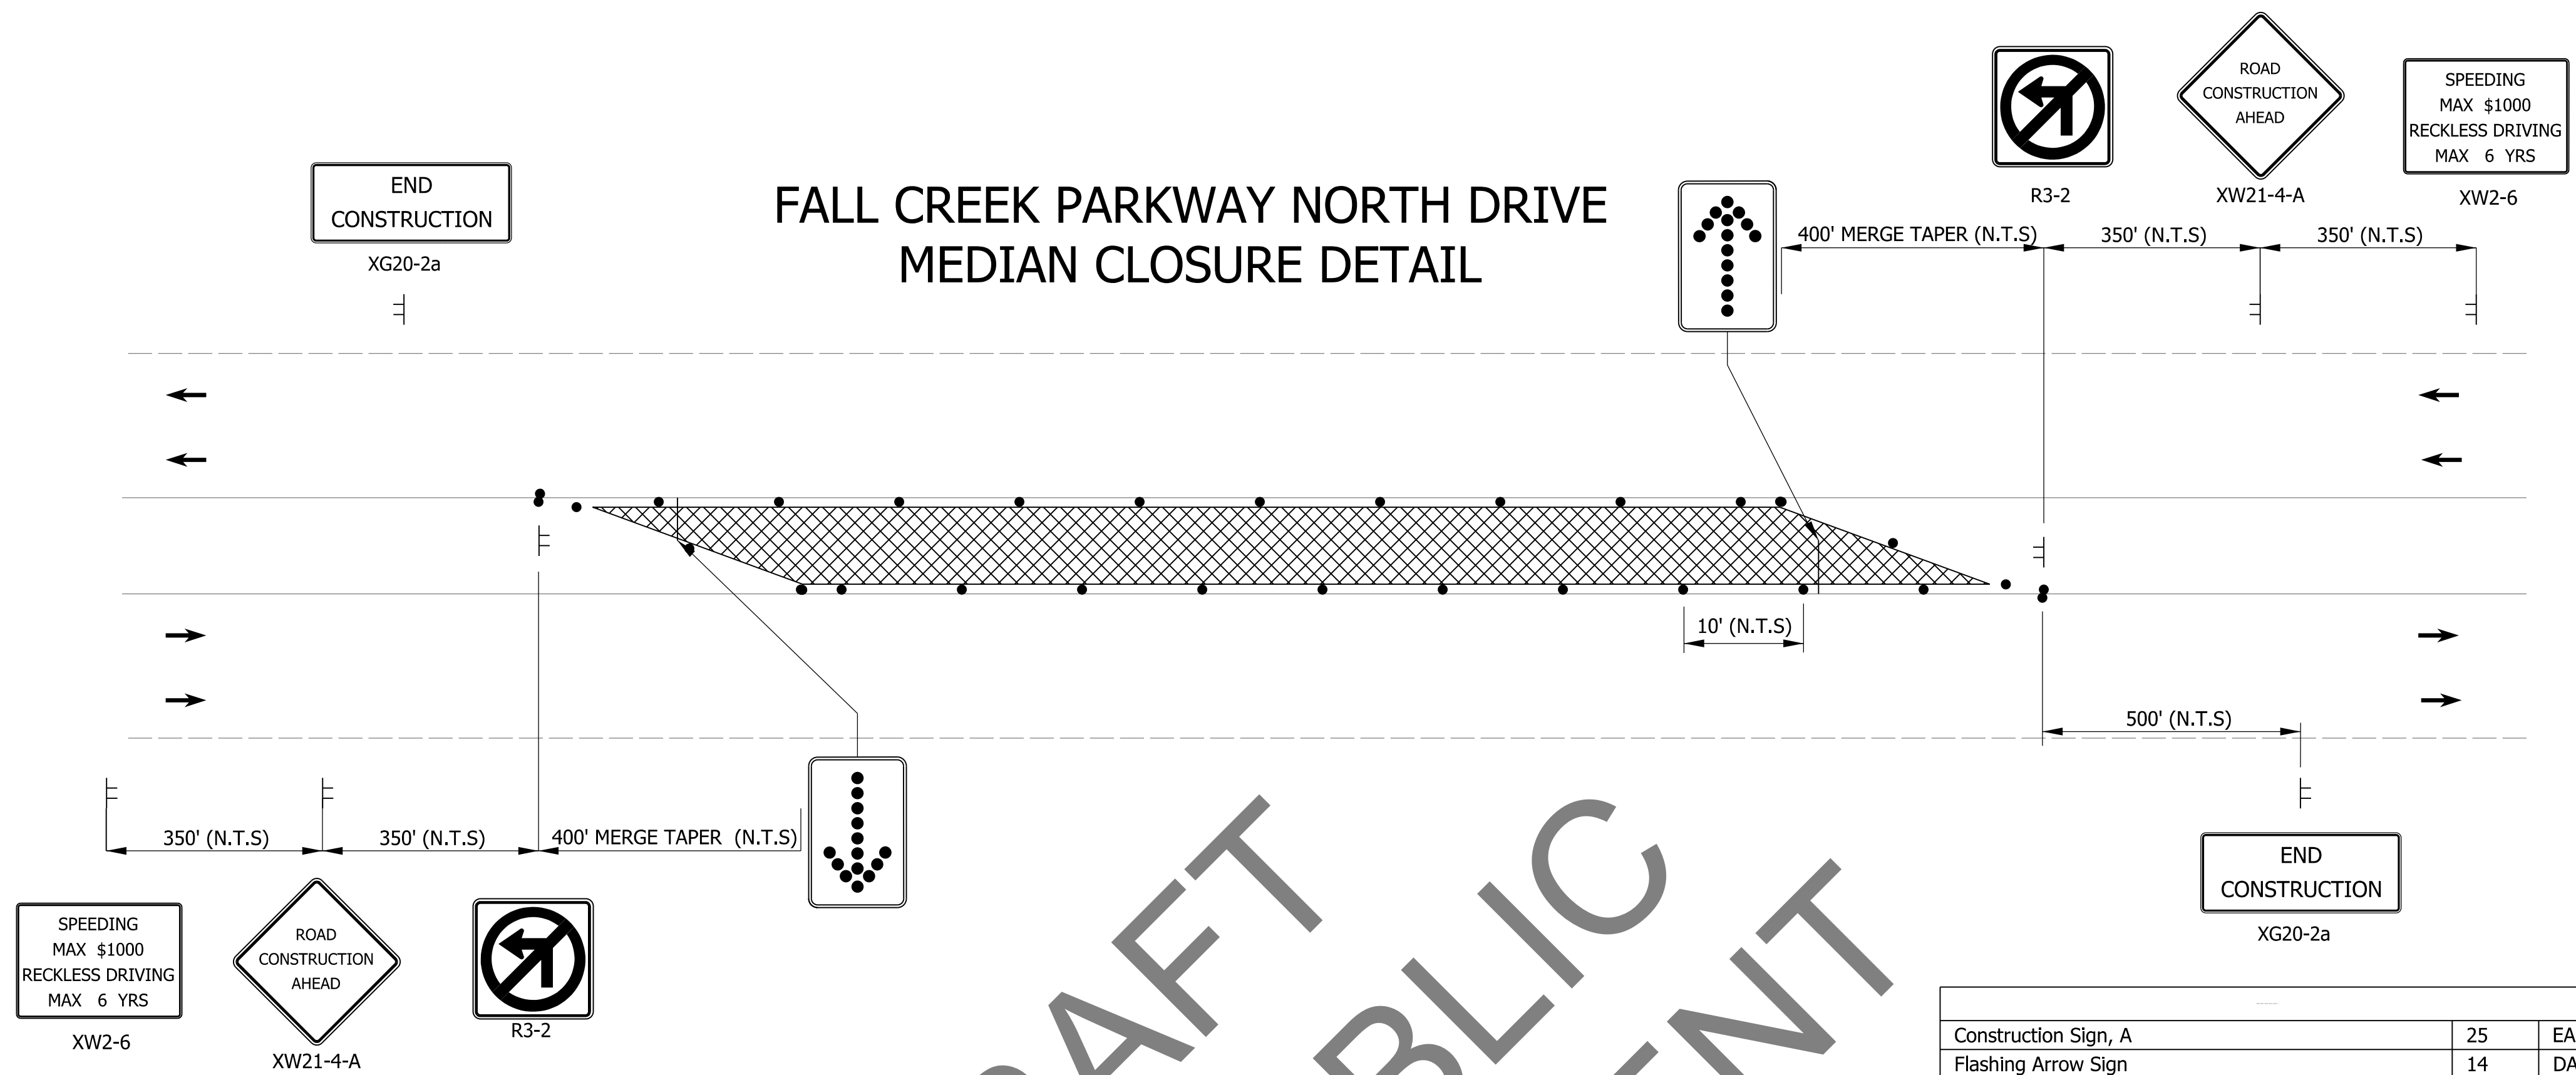 R3-2
ROAD
CONSTRUCTION
AHEAD
XW21-4-A
SPEEDING
MAX $1000
RECKLESS DRIVING
MAX 6 YRS
XW2-6
END
CONSTRUCTION
XG20-2a
FALL CREEK PARKWAY NORTH DRIVE
MEDIAN CLOSURE DETAIL
400' MERGE TAPER (N.T.S)
350' (N.T.S)
350' (N.T.S)
10' (N.T.S)
500' (N.T.S)
350' (N.T.S)
350' (N.T.S)
400' MERGE TAPER (N.T.S)
SPEEDING
MAX $1000
RECKLESS DRIVING
MAX 6 YRS
XW2-6
ROAD
CONSTRUCTION
AHEAD
XW21-4-A
R3-2
END
CONSTRUCTION
XG20-2a
Construction Sign, A 25 EA
Flashing Arrow Sign 14 DA